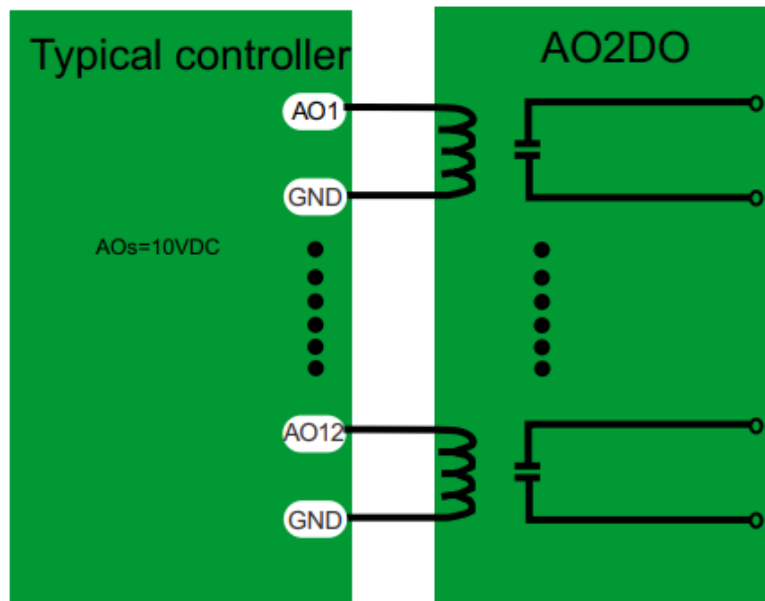 Typical controller
AO2DO
AO1
GND
AOs=10VDC
AO12
GND